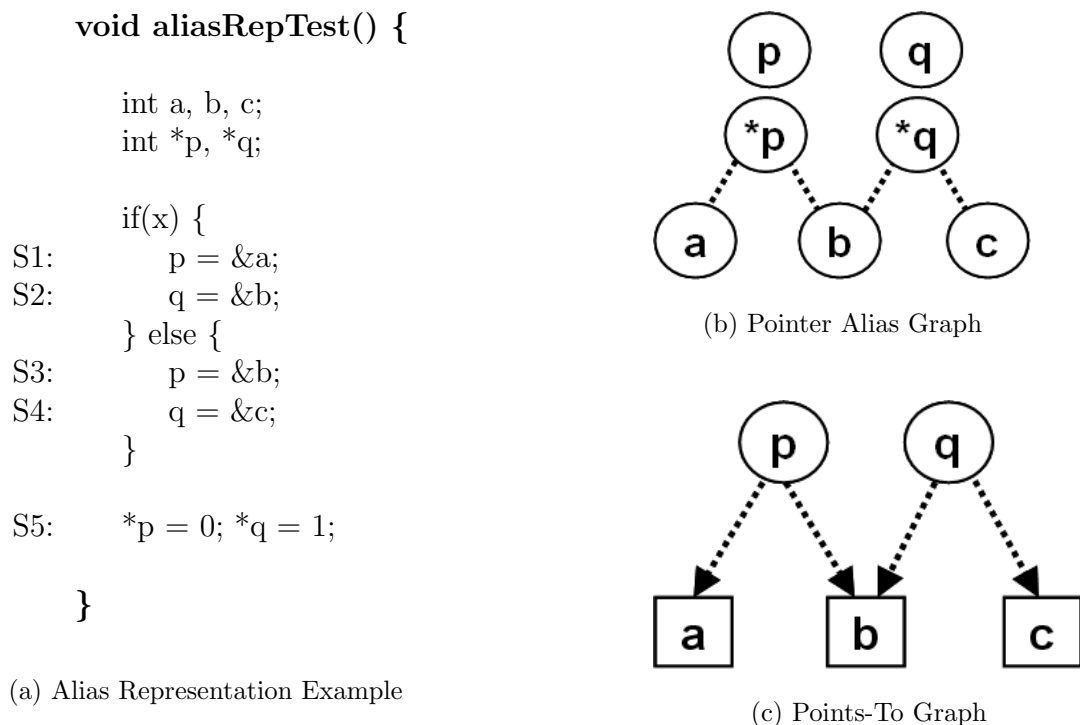 void aliasRepTest() {
int a, b, c;
int *p, *q;
if(x) {
S1: p = &a;
S2: q = &b;
} else {
S3: p = &b;
S4: q = &c;
}
S5: *p = 0; *q = 1;
}
(a) Alias Representation Example
p q
*p *q
a b c
(b) Pointer Alias Graph
p q
a b c
(c) Points-To Graph